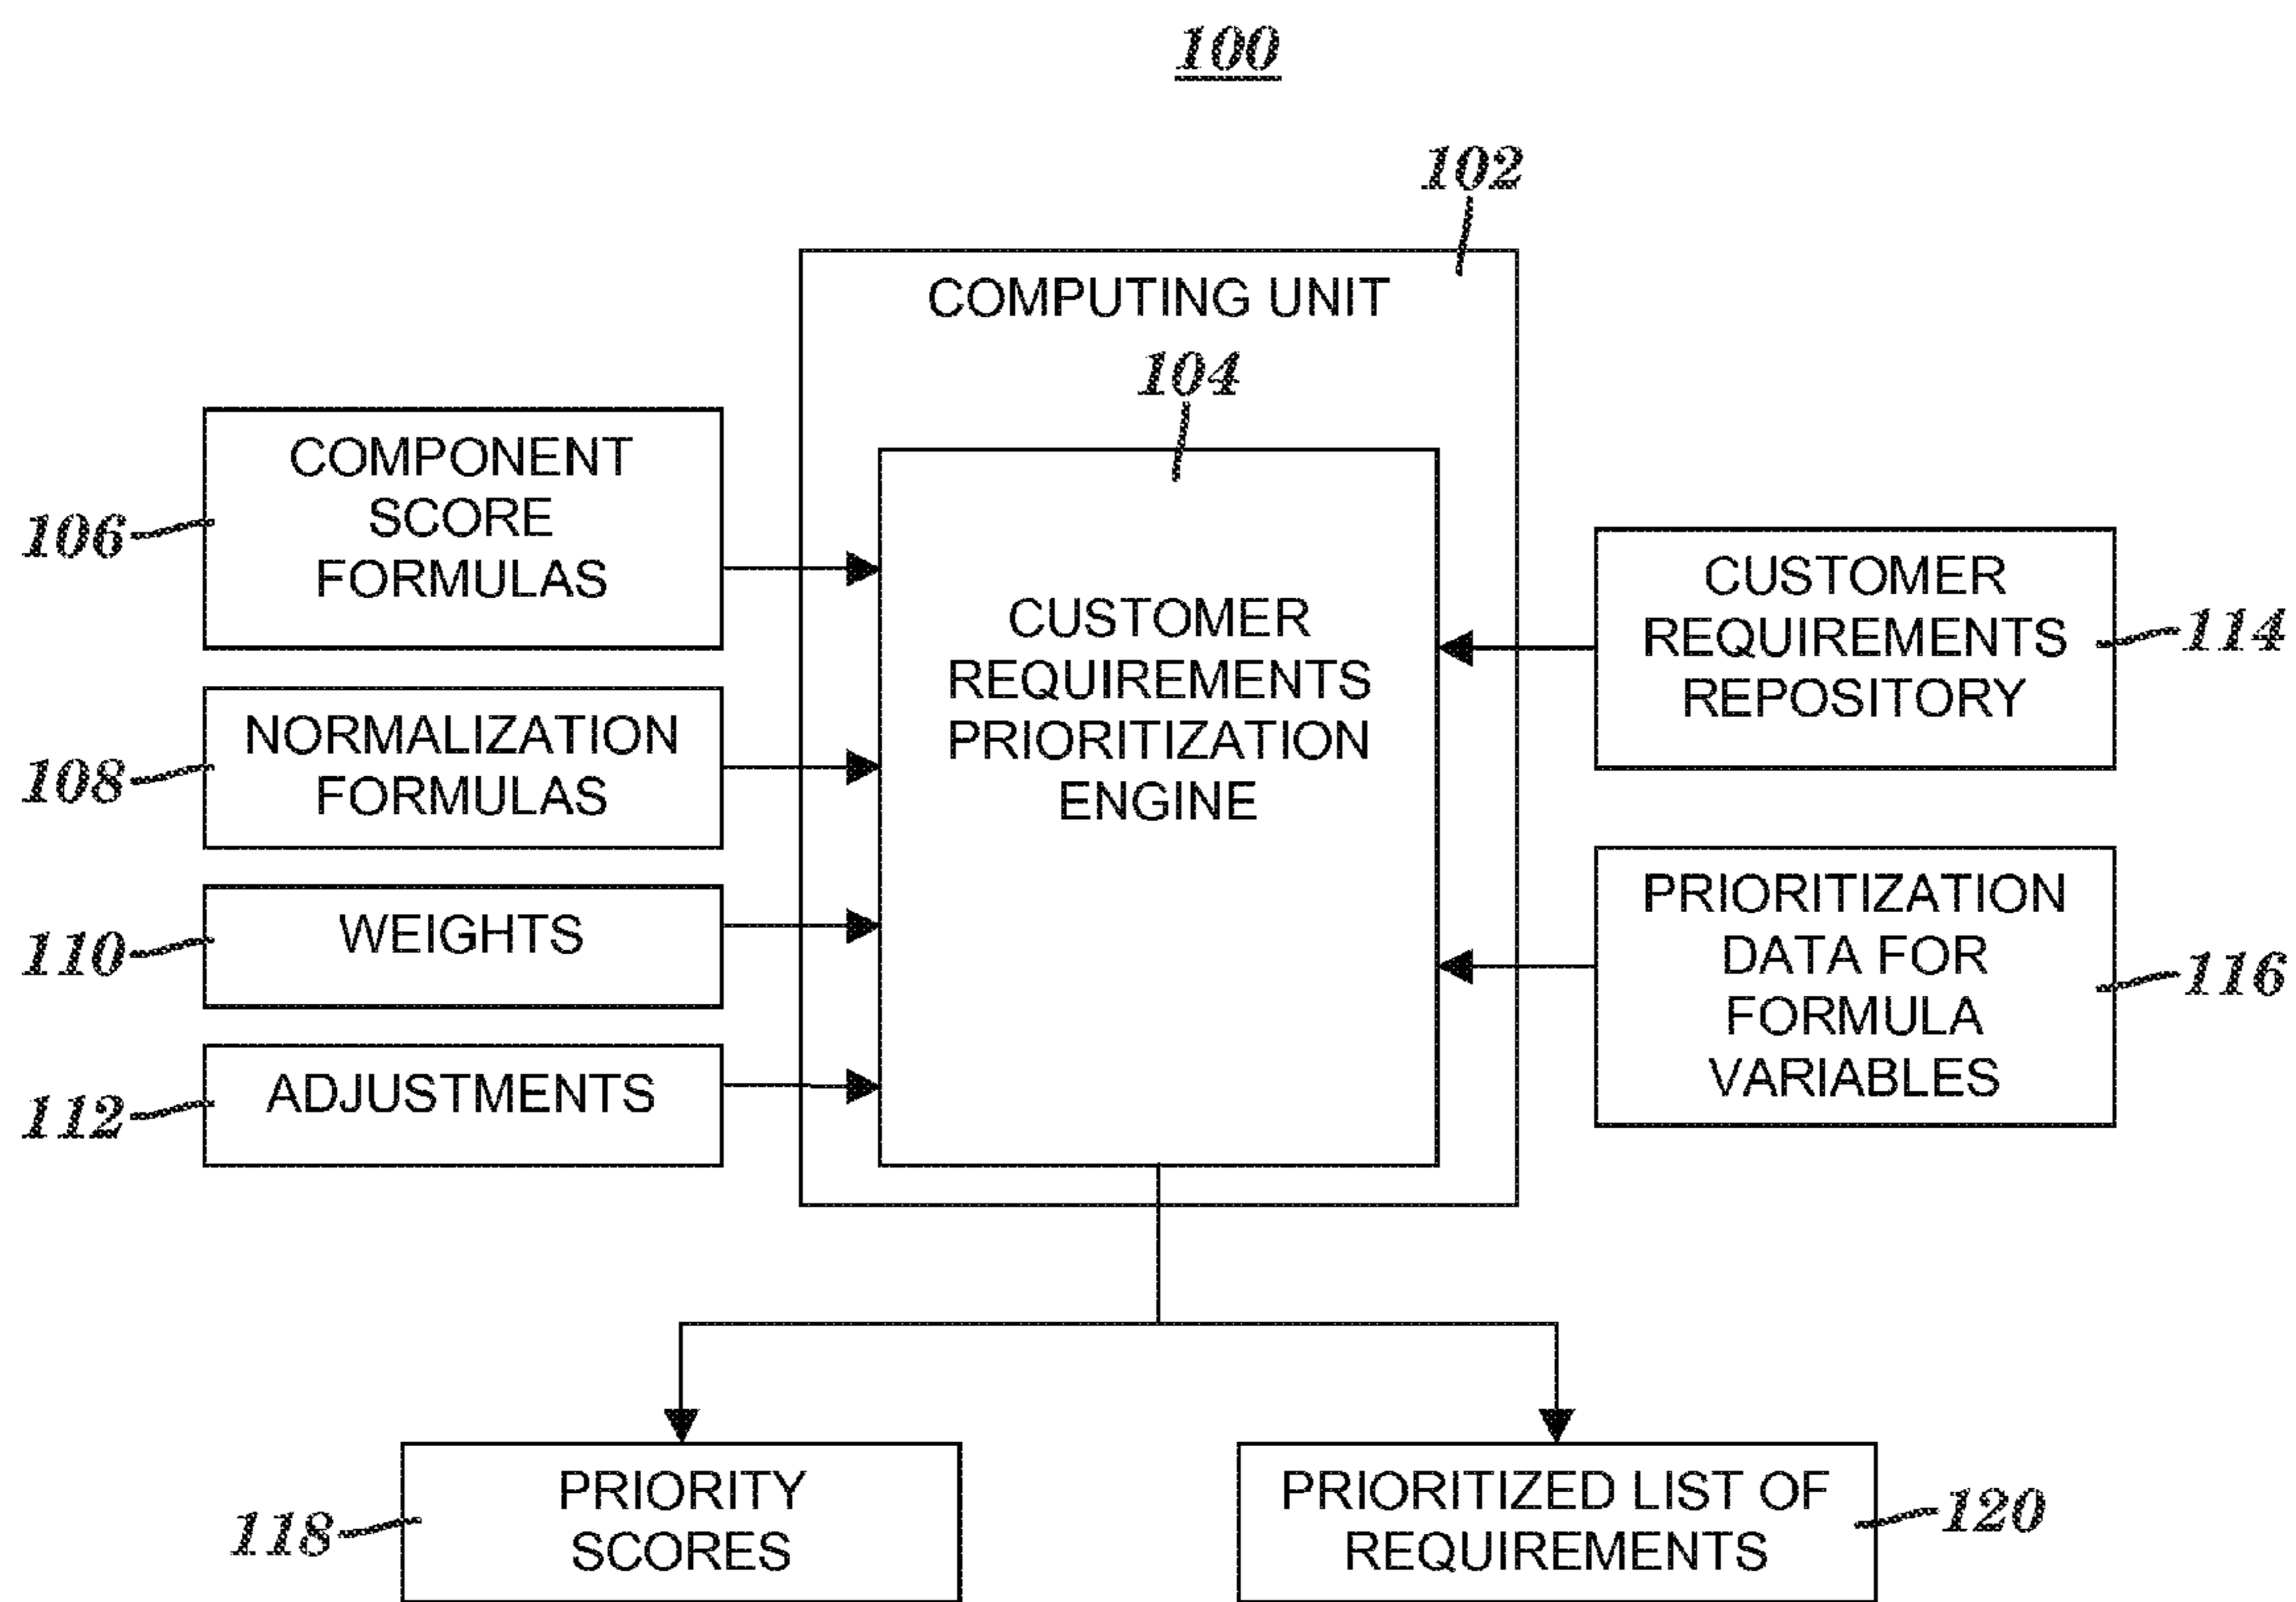 100
102
COMPUTING UNIT
104
COMPONENT
SCORE
FORMULAS
106
NORMALIZATION
FORMULAS
108
WEIGHTS
110
ADJUSTMENTS
112
CUSTOMER
REQUIREMENTS
PRIORITIZATION
ENGINE
CUSTOMER
REQUIREMENTS
REPOSITORY
114
PRIORITIZATION
DATA FOR
FORMULA
VARIABLES
116
PRIORITY
SCORES
118
PRIORITIZED LIST OF
REQUIREMENTS
120